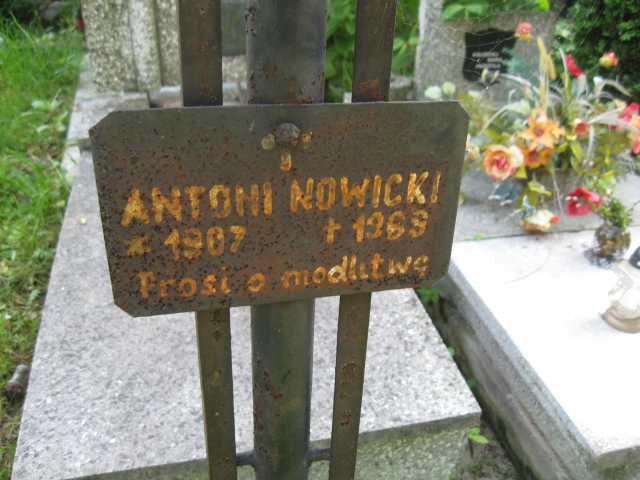 ANTONI NOWICKI
* 1907 † 1969
Prosi o modlitwę